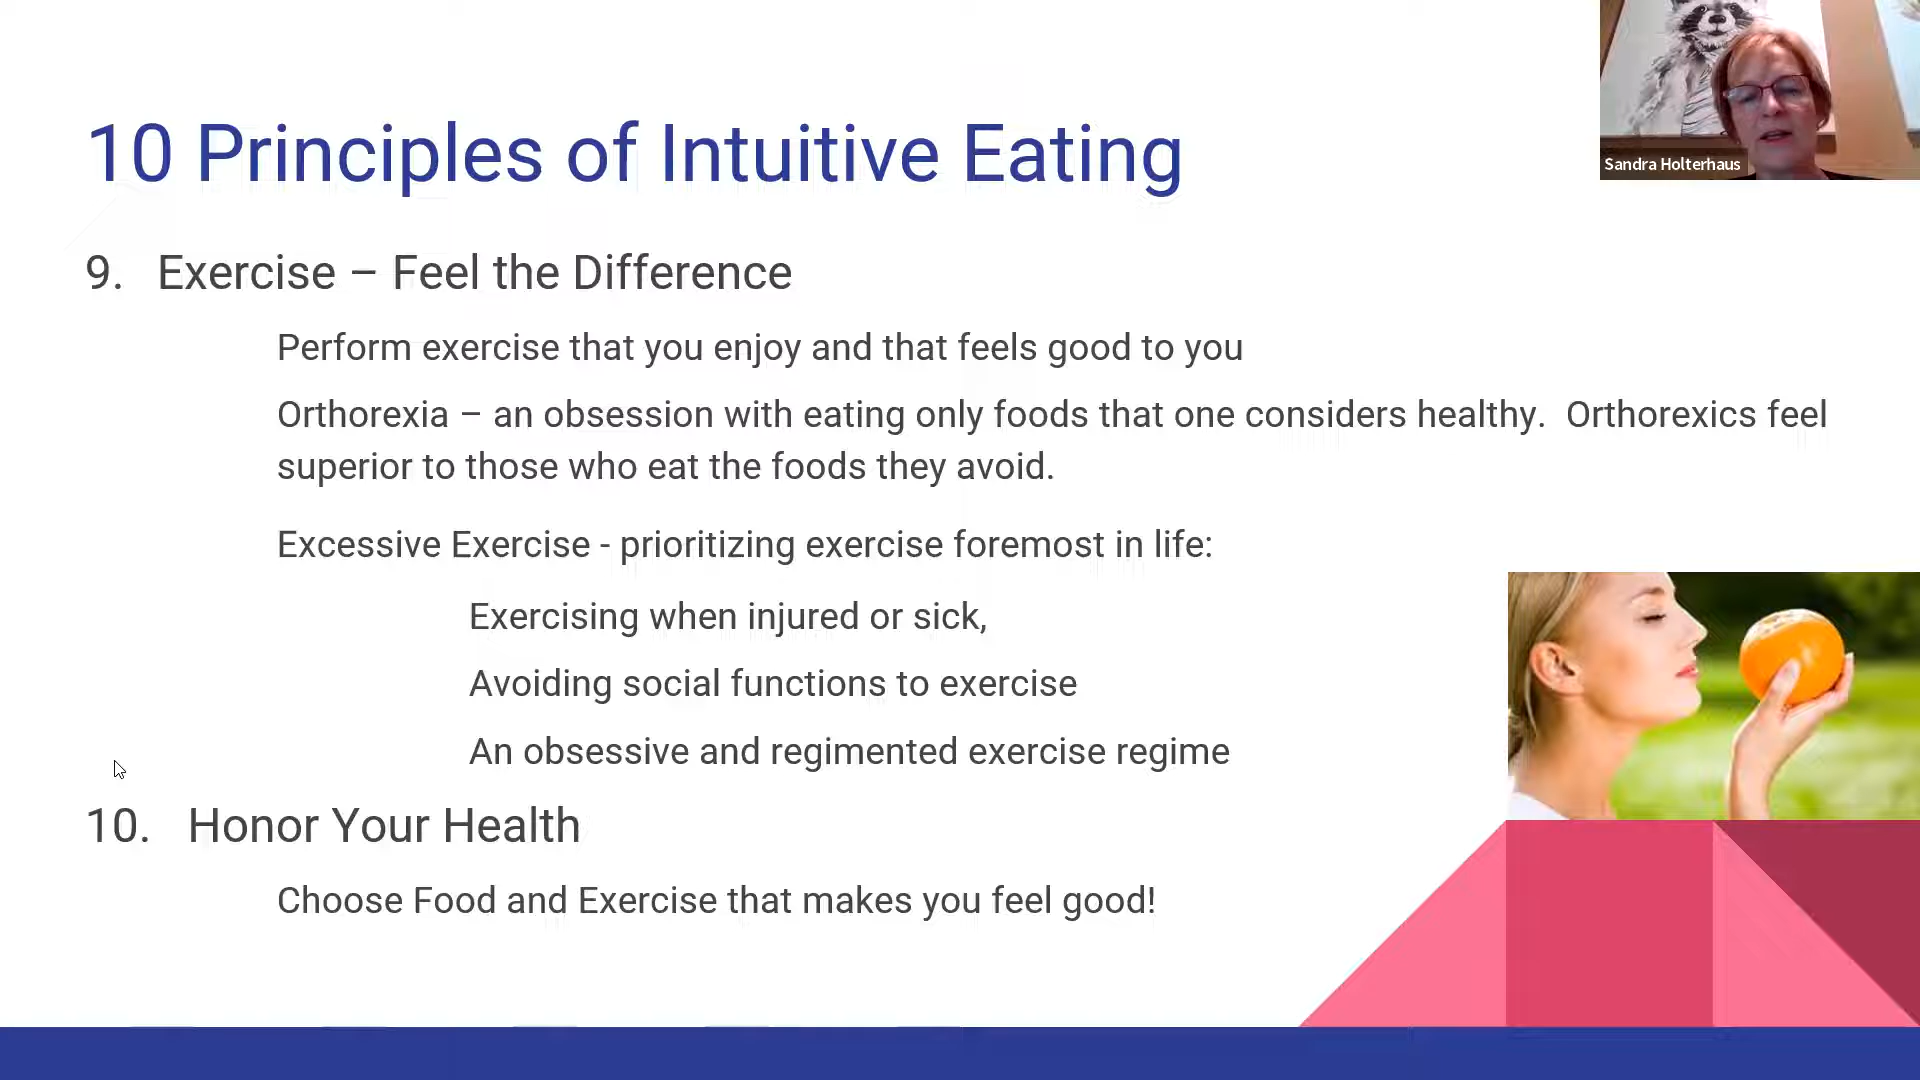 10 Principles of Intuitive Eating
Sandra Holterhaus
9. Exercise – Feel the Difference
Perform exercise that you enjoy and that feels good to you
Orthorexia – an obsession with eating only foods that one considers healthy.  Orthorexics feel
superior to those who eat the foods they avoid.
Excessive Exercise - prioritizing exercise foremost in life:
Exercising when injured or sick,
Avoiding social functions to exercise
An obsessive and regimented exercise regime
10. Honor Your Health
Choose Food and Exercise that makes you feel good!